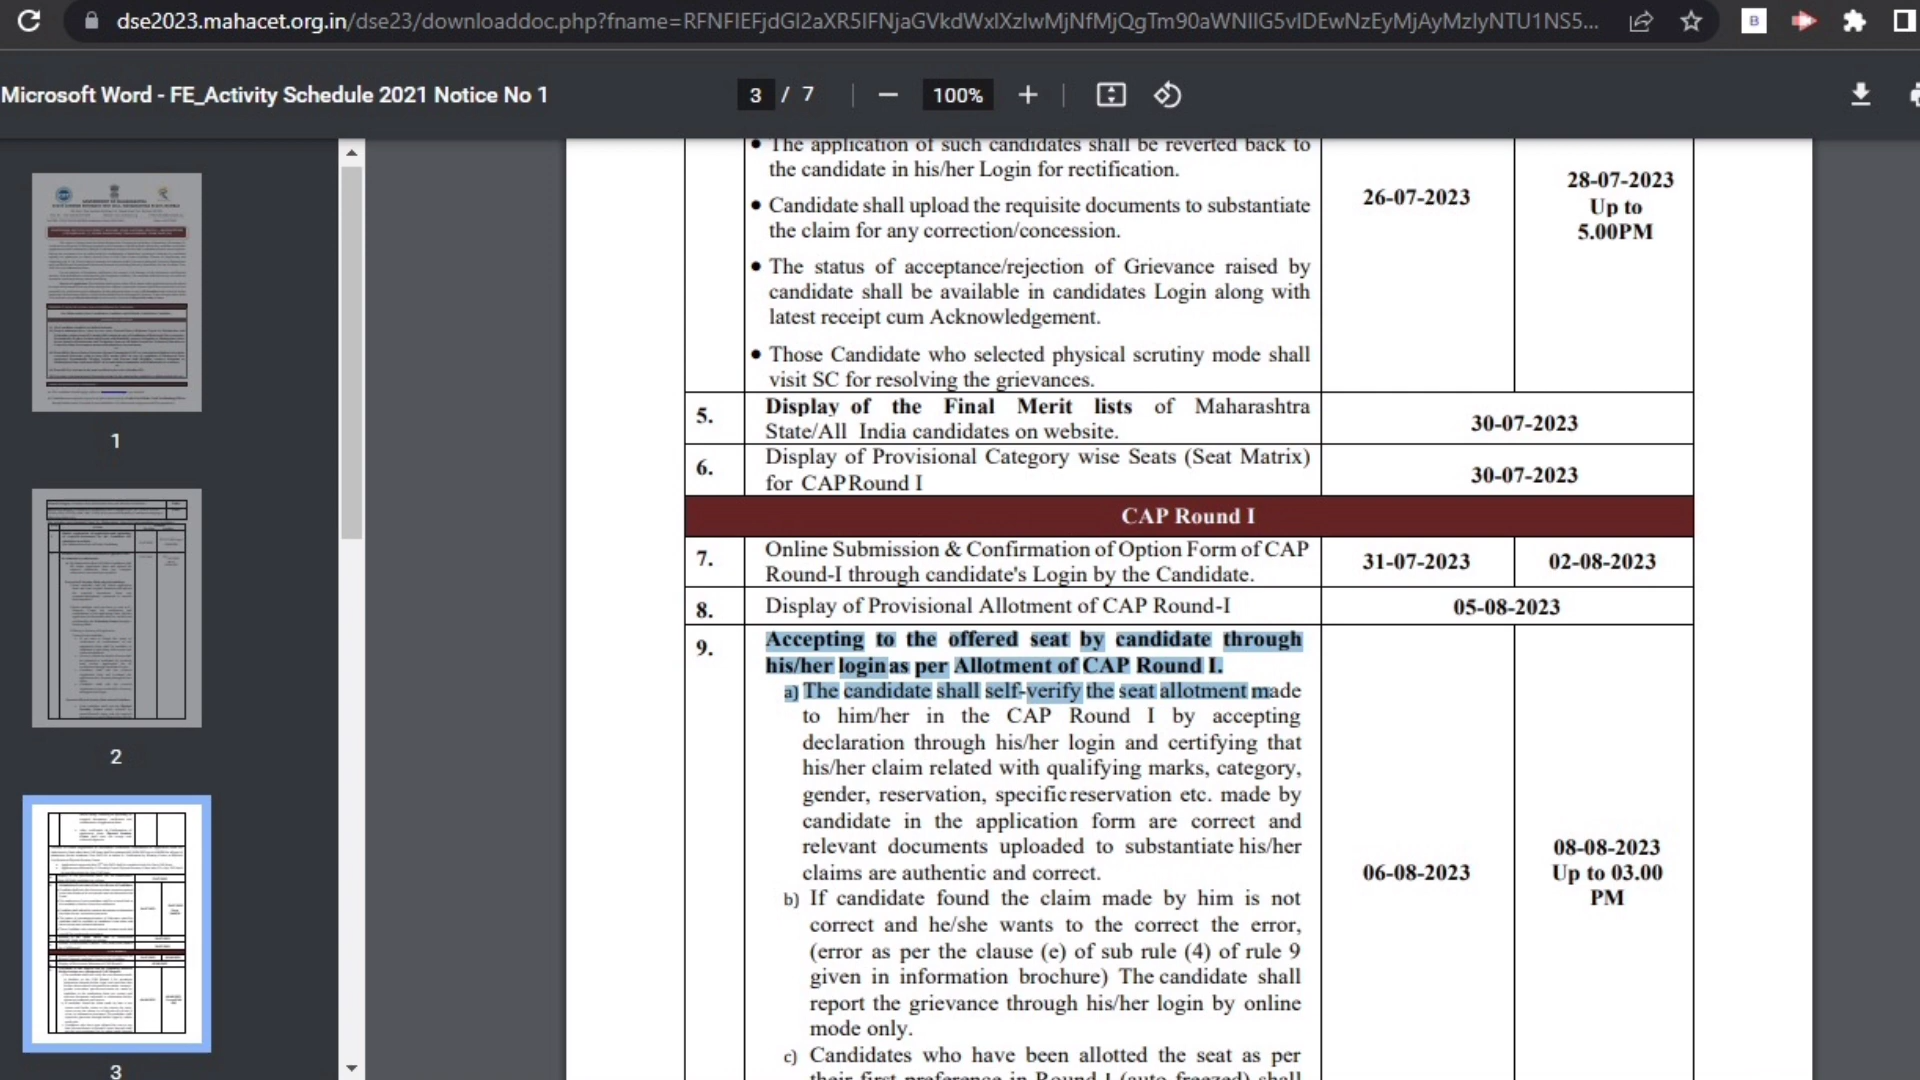 dse2023.mahacet.org.in/dse23/downloaddoc.php?fname=RFNFIEFjdGl2aXR5IFNjaGVkdWxlXzIwMjNfMjQgTm90aWNlIG5vIDEwNzEyMjAyMzIyNTU1NS5...
B
Microsoft Word - FE_Activity Schedule 2021 Notice No 1
3 / 7
100%
1
2
3
• The application of such candidates shall be reverted back to
the candidate in his/her Login for rectification.
• Candidate shall upload the requisite documents to substantiate
the claim for any correction/concession.
• The status of acceptance/rejection of Grievance raised by
candidate shall be available in candidates Login along with
latest receipt cum Acknowledgement.
• Those Candidate who selected physical scrutiny mode shall
visit SC for resolving the grievances.
26-07-2023
28-07-2023
Up to
5.00PM
5.
Display of the Final Merit lists of Maharashtra
State/All India candidates on website.
30-07-2023
6.
Display of Provisional Category wise Seats (Seat Matrix)
for CAPRound I
30-07-2023
CAP Round I
7.
Online Submission & Confirmation of Option Form of CAP
Round-I through candidate's Login by the Candidate.
31-07-2023
02-08-2023
8.
Display of Provisional Allotment of CAP Round-I
05-08-2023
9.
Accepting to the offered seat by candidate through
his/her login as per Allotment of CAP Round I.
a) The candidate shall self-verify the seat allotment made
to him/her in the CAP Round I by accepting
declaration through his/her login and certifying that
his/her claim related with qualifying marks, category,
gender, reservation, specific reservation etc. made by
candidate in the application form are correct and
relevant documents uploaded to substantiate his/her
claims are authentic and correct.
b) If candidate found the claim made by him is not
correct and he/she wants to the correct the error,
(error as per the clause (e) of sub rule (4) of rule 9
given in information brochure) The candidate shall
report the grievance through his/her login by online
mode only.
c) Candidates who have been allotted the seat as per
their first preference in Round I (auto freezed) shall
06-08-2023
08-08-2023
Up to 03.00
PM